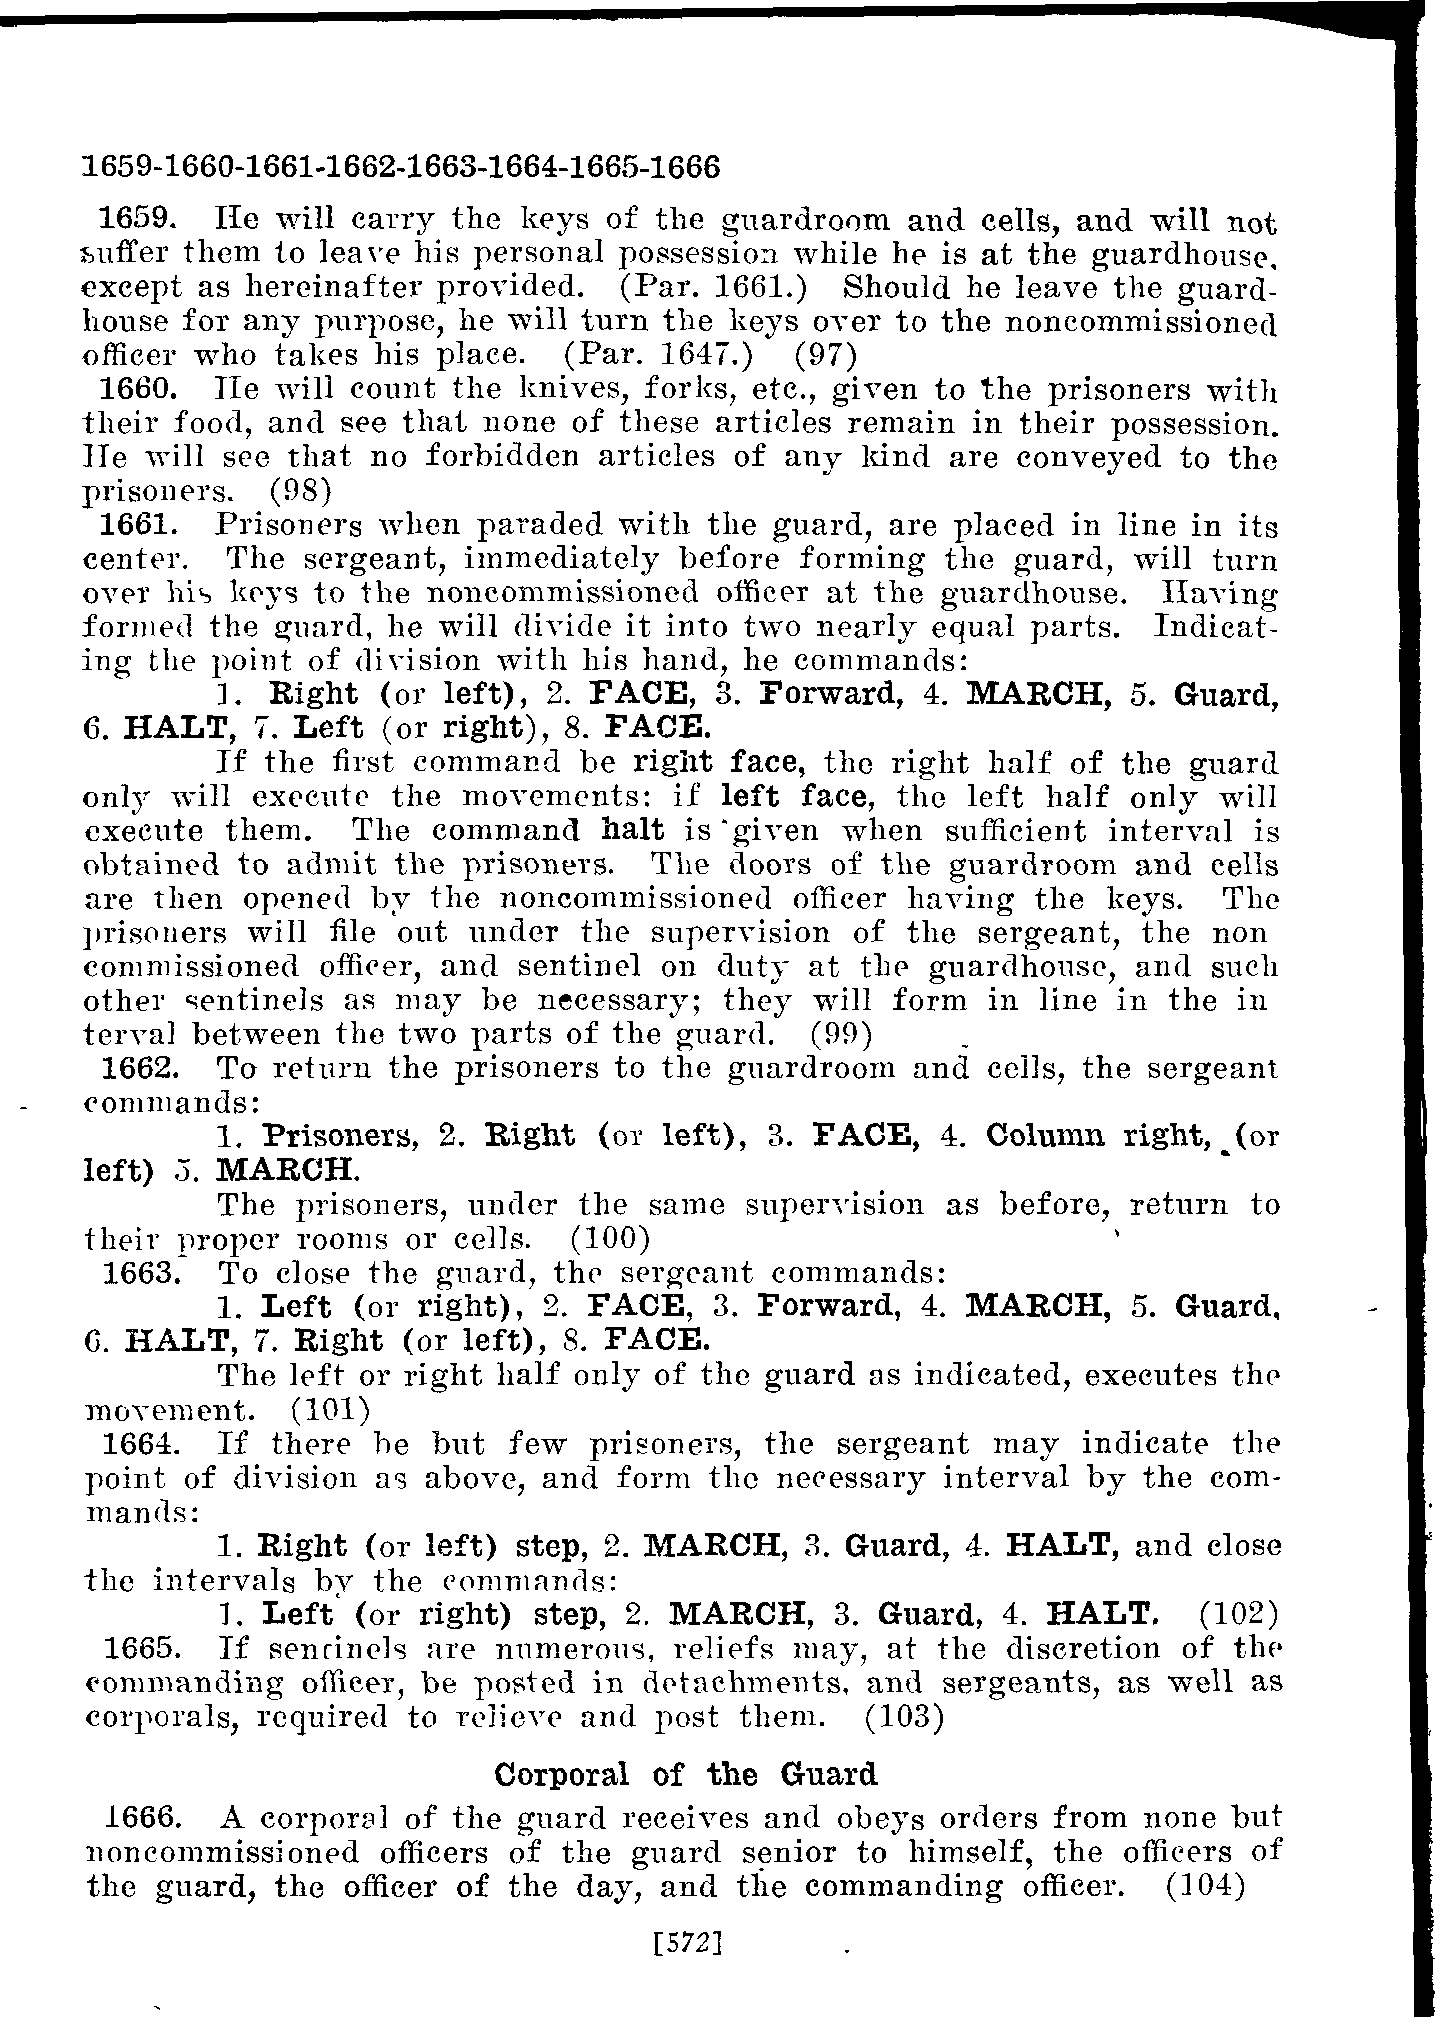 1659-1660-1661-1662-1663-1664-1665-1666
1659. He will carry the keys of the guardroom and cells, and will not
suffer them to leave his personal possession while he is at the guardhouse,
except as hereinafter provided. (Par. 1661.) Should he leave the guard-
house for any purpose, he will turn the keys over to the noncommissioned
officer who takes his place. (Par. 1647.) (97)
1660. He will count the knives, forks, etc., given to the prisoners with
their food, and see that none of these articles remain in their possession.
He will see that no forbidden articles of any kind are conveyed to the
prisoners. (98)
1661. Prisoners when paraded with the guard, are placed in line in its
center. The sergeant, immediately before forming the guard, will turn
over his keys to the noncommissioned officer at the guardhouse. Having
formed the guard, he will divide it into two nearly equal parts. Indicat-
ing the point of division with his hand, he commands:
1. Right (or left), 2. FACE, 3. Forward, 4. MARCH, 5. Guard,
6. HALT, 7. Left (or right), 8. FACE.
If the first command be right face, the right half of the guard
only will execute the movements: if left face, the left half only will
execute them. The command halt is given when sufficient interval is
obtained to admit the prisoners. The doors of the guardroom and cells
are then opened by the noncommissioned officer having the keys. The
prisoners will file out under the supervision of the sergeant, the non
commissioned officer, and sentinel on duty at the guardhouse, and such
other sentinels as may be necessary; they will form in line in the in
terval between the two parts of the guard. (99)
1662. To return the prisoners to the guardroom and cells, the sergeant
commands:
1. Prisoners, 2. Right (or left), 3. FACE, 4. Column right, (or
left) 5. MARCH.
The prisoners, under the same supervision as before, return to
their proper rooms or cells. (100)
1663. To close the guard, the sergeant commands:
1. Left (or right), 2. FACE, 3. Forward, 4. MARCH, 5. Guard,
6. HALT, 7. Right (or left), 8. FACE.
The left or right half only of the guard as indicated, executes the
movement. (101)
1664. If there be but few prisoners, the sergeant may indicate the
point of division as above, and form the necessary interval by the com-
mands:
1. Right (or left) step, 2. MARCH, 3. Guard, 4. HALT, and close
the intervals by the commands:
1. Left (or right) step, 2. MARCH, 3. Guard, 4. HALT. (102)
1665. If sentinels are numerous, reliefs may, at the discretion of the
commanding officer, be posted in detachments, and sergeants, as well as
corporals, required to relieve and post them. (103)
Corporal of the Guard
1666. A corporal of the guard receives and obeys orders from none but
noncommissioned officers of the guard senior to himself, the officers of
the guard, the officer of the day, and the commanding officer. (104)
[572]